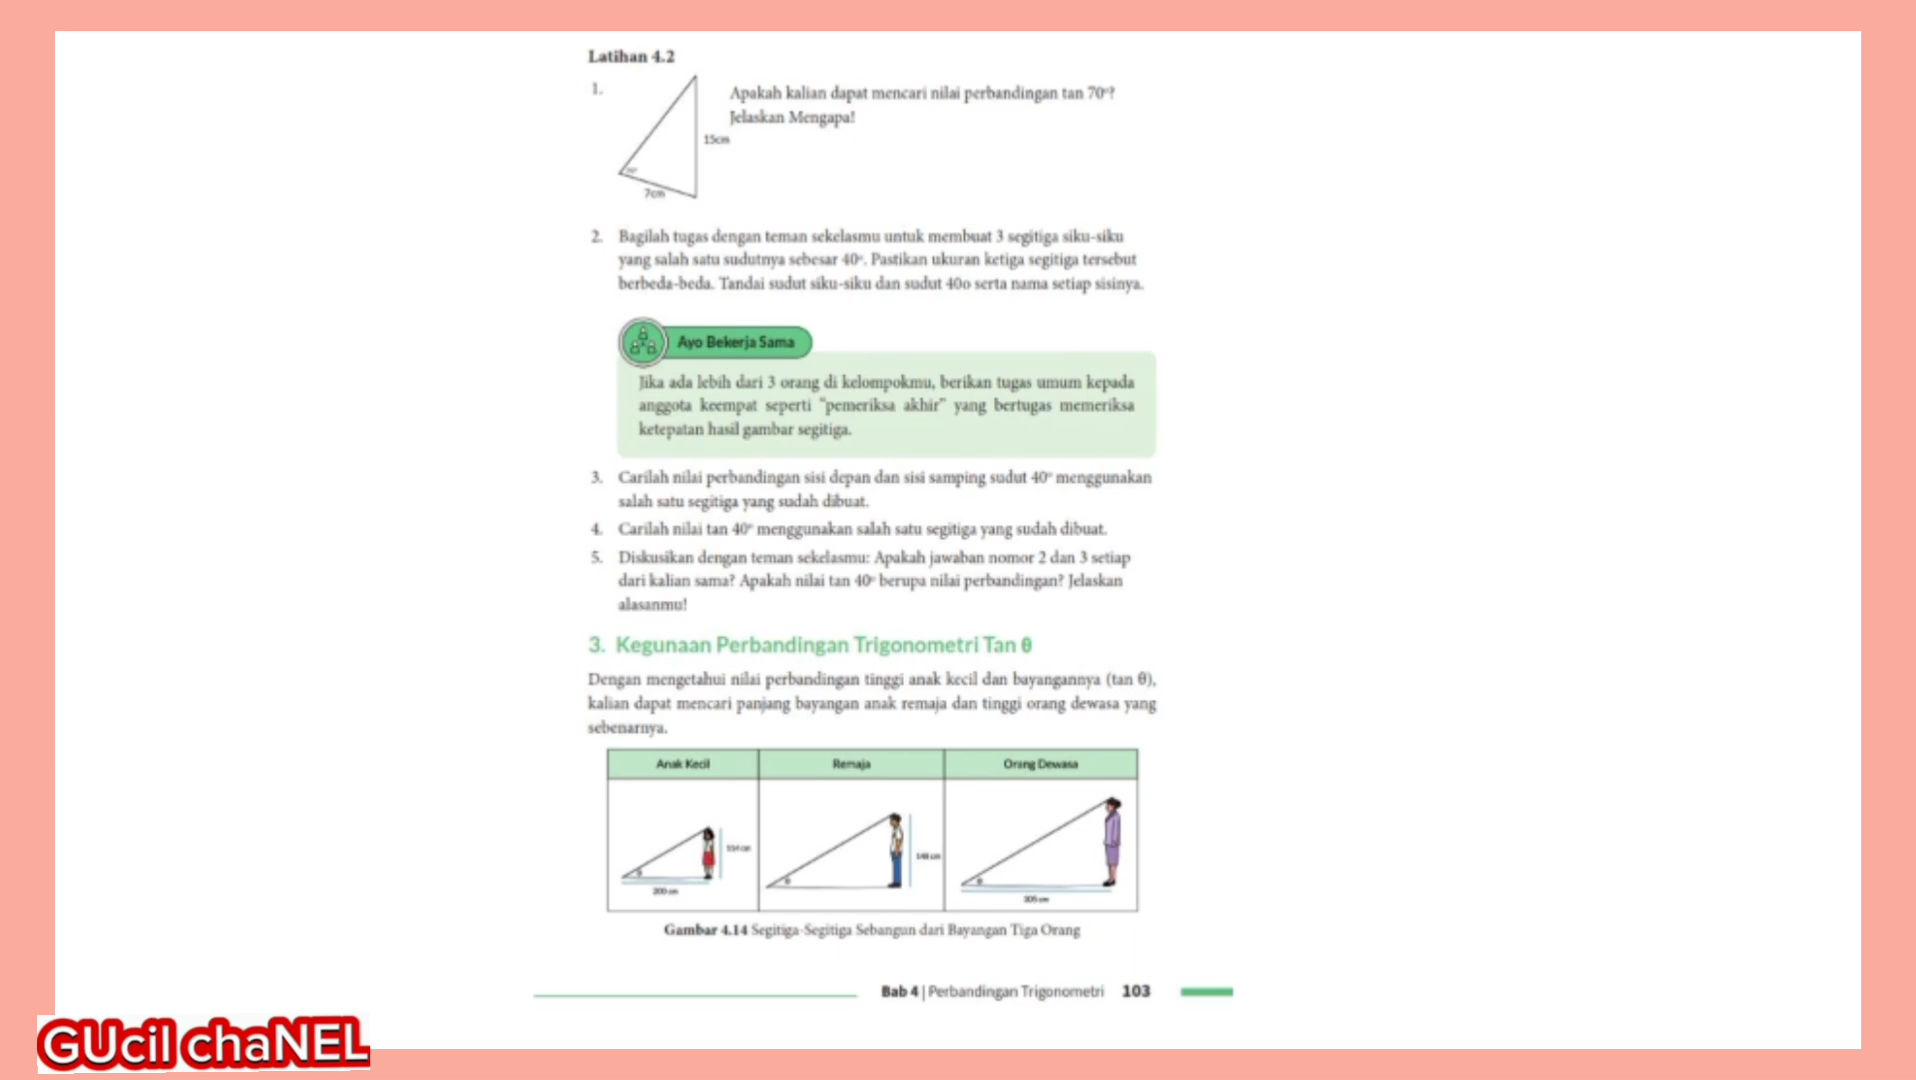 Latihan 4.2
1.
Apakah kalian dapat mencari nilai perbandingan tan 70°?
Jelaskan Mengapa!
15cm
7cm
2. Bagilah tugas dengan teman sekelasmu untuk membuat 3 segitiga siku-siku
yang salah satu sudutnya sebesar 40°. Pastikan ukuran ketiga segitiga tersebut
berbeda-beda. Tandai sudut siku-siku dan sudut 40o serta nama setiap sisinya.
Ayo Bekerja Sama
Jika ada lebih dari 3 orang di kelompokmu, berikan tugas umum kepada
anggota keempat seperti "pemeriksa akhir" yang bertugas memeriksa
ketepatan hasil gambar segitiga.
3. Carilah nilai perbandingan sisi depan dan sisi samping sudut 40° menggunakan
salah satu segitiga yang sudah dibuat.
4. Carilah nilai tan 40° menggunakan salah satu segitiga yang sudah dibuat.
5. Diskusikan dengan teman sekelasmu: Apakah jawaban nomor 2 dan 3 setiap
dari kalian sama? Apakah nilai tan 40° berupa nilai perbandingan? Jelaskan
alasanmu!
3. Kegunaan Perbandingan Trigonometri Tan θ
Dengan mengetahui nilai perbandingan tinggi anak kecil dan bayangannya (tan θ),
kalian dapat mencari panjang bayangan anak remaja dan tinggi orang dewasa yang
sebenarnya.
Anak Kecil Remaja Orang Dewasa
200 cm
Gambar 4.14 Segitiga-Segitiga Sebangun dari Bayangan Tiga Orang
Bab 4 | Perbandingan Trigonometri 103
GUcil chaNEL